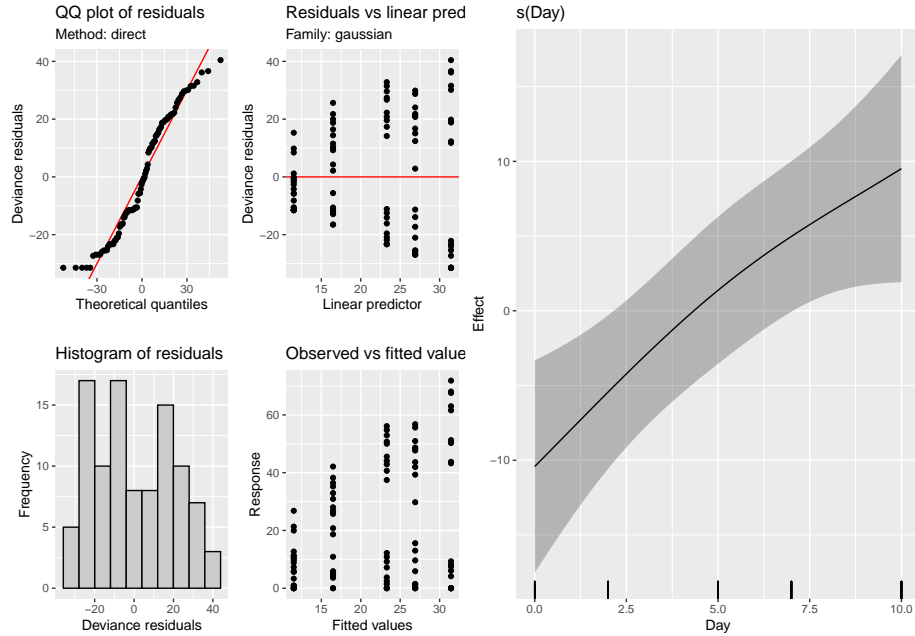 QQ plot of residuals
Method: direct
Deviance residuals
40
20
0
−20
−30
0
30
Theoretical quantiles
Residuals vs linear pred
Family: gaussian
Deviance residuals
40
20
0
−20
15
20
25
30
Linear predictor
Histogram of residuals
Frequency
15
10
5
0
−20
0
20
40
Deviance residuals
Observed vs fitted value
Response
60
40
20
0
15
20
25
30
Fitted values
s(Day)
Effect
10
0
−10
0.0
2.5
5.0
7.5
10.0
Day